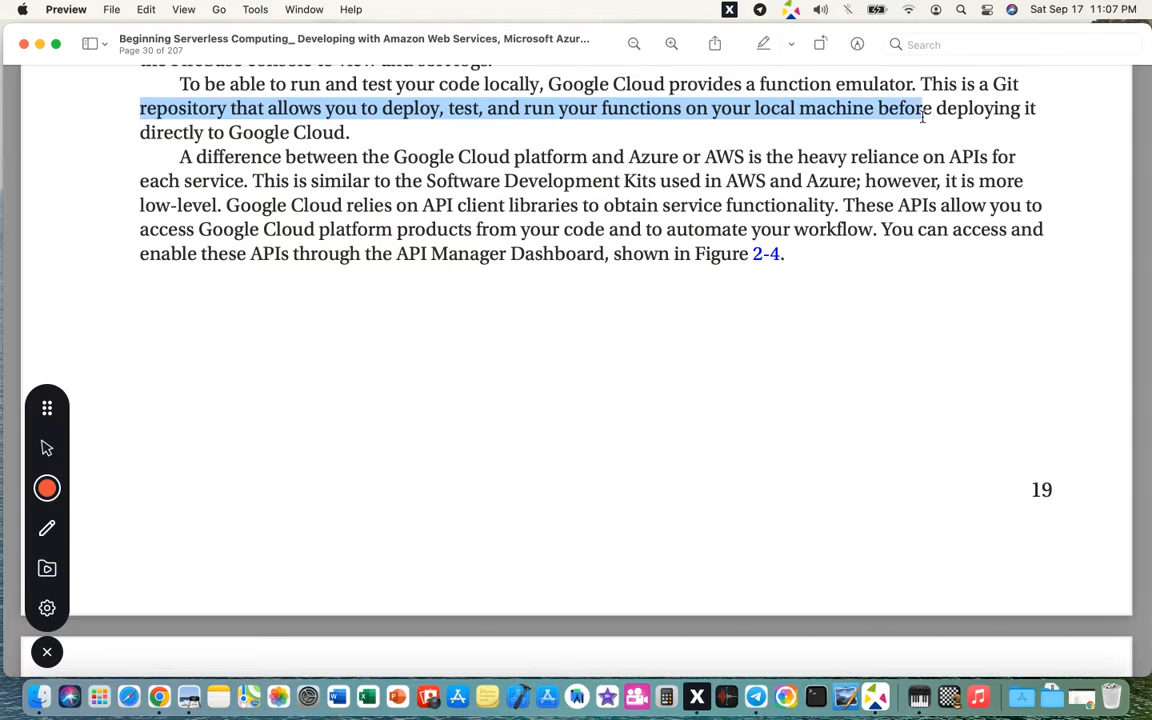 Preview File Edit View Go Tools Window Help Sat Sep 17 11:07 PM
Beginning Serverless Computing_ Developing with Amazon Web Services, Microsoft Azur...
Page 30 of 207
Search
To be able to run and test your code locally, Google Cloud provides a function emulator. This is a Git
repository that allows you to deploy, test, and run your functions on your local machine before deploying it
directly to Google Cloud.
A difference between the Google Cloud platform and Azure or AWS is the heavy reliance on APIs for
each service. This is similar to the Software Development Kits used in AWS and Azure; however, it is more
low-level. Google Cloud relies on API client libraries to obtain service functionality. These APIs allow you to
access Google Cloud platform products from your code and to automate your workflow. You can access and
enable these APIs through the API Manager Dashboard, shown in Figure 2-4.
19